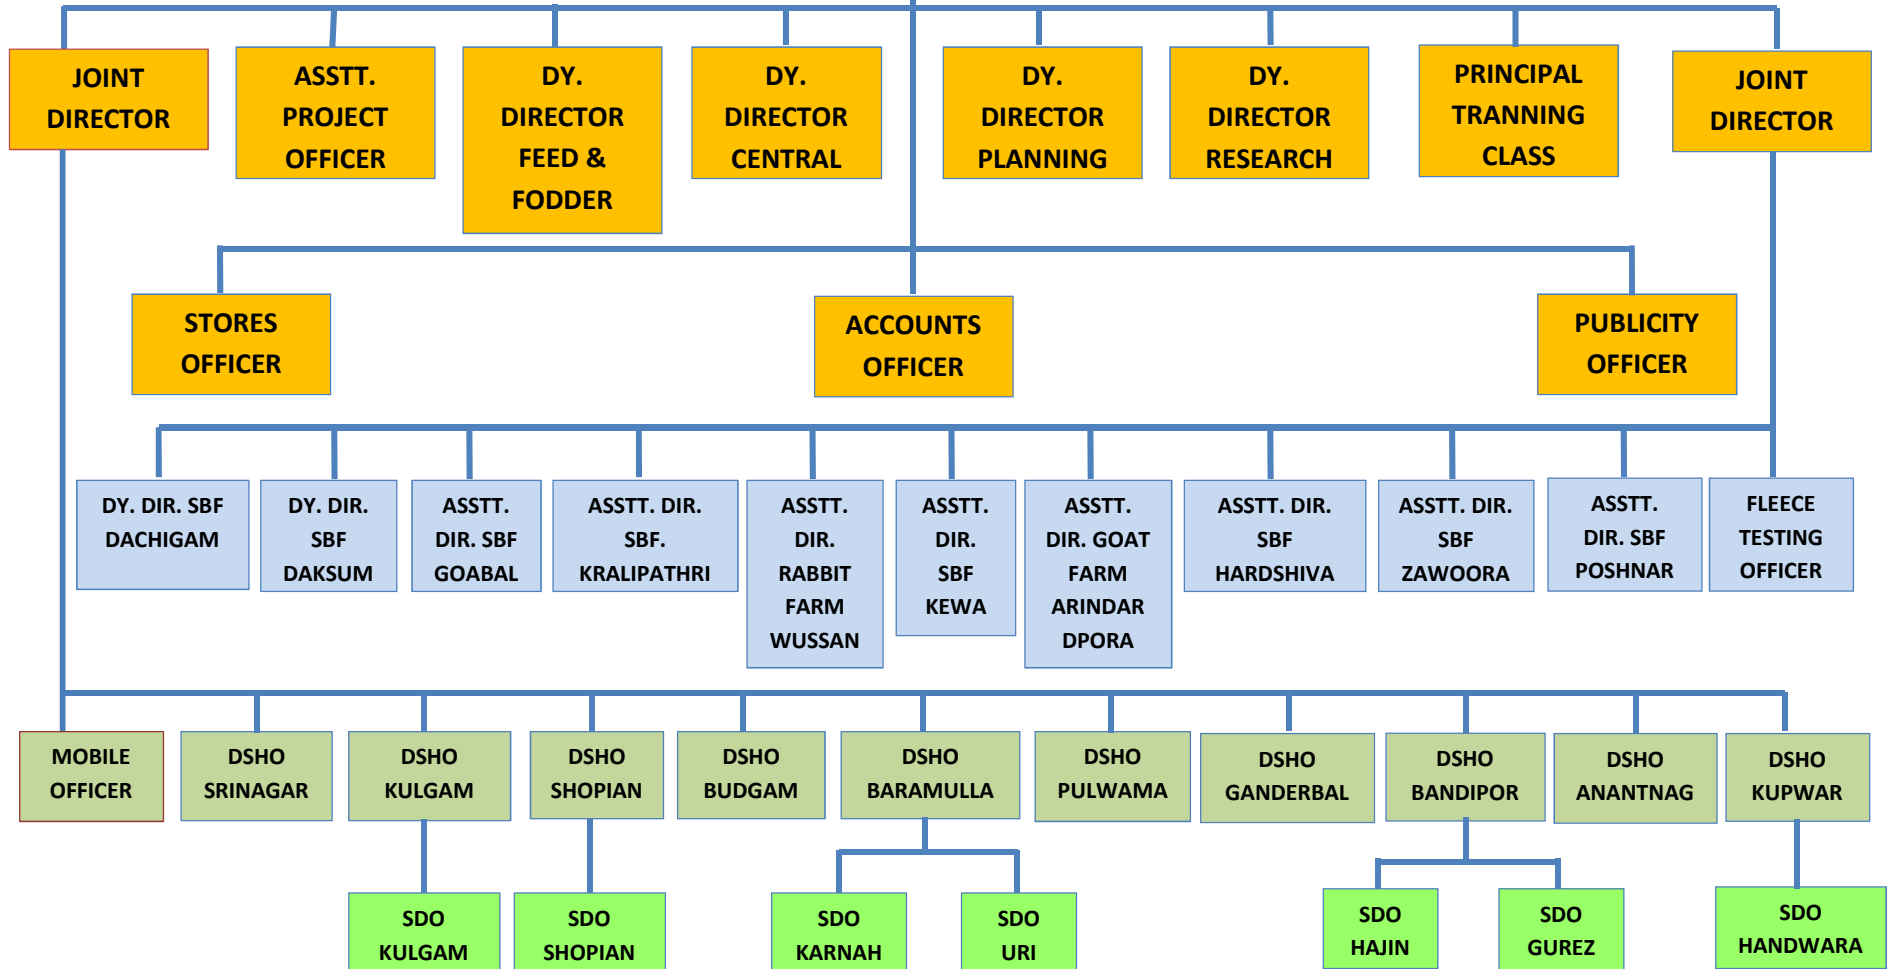 JOINT
DIRECTOR
ASSTT.
PROJECT
OFFICER
DY.
DIRECTOR
FEED &
FODDER
DY.
DIRECTOR
CENTRAL
DY.
DIRECTOR
PLANNING
DY.
DIRECTOR
RESEARCH
PRINCIPAL
TRANNING
CLASS
JOINT
DIRECTOR
STORES
OFFICER
ACCOUNTS
OFFICER
PUBLICITY
OFFICER
DY. DIR. SBF
DACHIGAM
DY. DIR.
SBF
DAKSUM
ASSTT.
DIR. SBF
GOABAL
ASSTT. DIR.
SBF.
KRALIPATHRI
ASSTT.
DIR.
RABBIT
FARM
WUSSAN
ASSTT.
DIR.
SBF
KEWA
ASSTT.
DIR. GOAT
FARM
ARINDAR
DPORA
ASSTT. DIR.
SBF
HARDSHIVA
ASSTT. DIR.
SBF
ZAWOORA
ASSTT.
DIR. SBF
POSHNAR
FLEECE
TESTING
OFFICER
MOBILE
OFFICER
DSHO
SRINAGAR
DSHO
KULGAM
DSHO
SHOPIAN
DSHO
BUDGAM
DSHO
BARAMULLA
DSHO
PULWAMA
DSHO
GANDERBAL
DSHO
BANDIPOR
DSHO
ANANTNAG
DSHO
KUPWAR
SDO
KULGAM
SDO
SHOPIAN
SDO
KARNAH
SDO
URI
SDO
HAJIN
SDO
GUREZ
SDO
HANDWARA